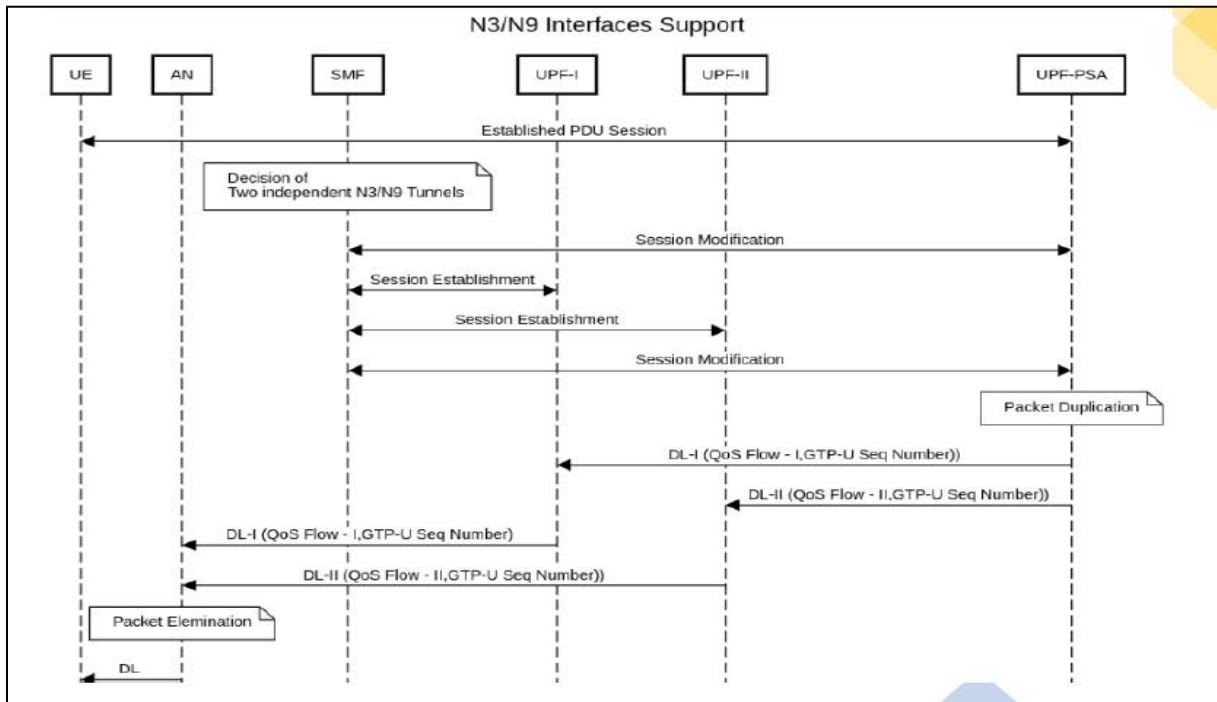 N3/N9 Interfaces Support
UE AN SMF UPF-I UPF-II UPF-PSA
Established PDU Session
Decision of
Two independent N3/N9 Tunnels
Session Modification
Session Establishment
Session Establishment
Session Modification
Packet Duplication
DL-I (QoS Flow - I,GTP-U Seq Number))
DL-II (QoS Flow - II,GTP-U Seq Number))
DL-I (QoS Flow - I,GTP-U Seq Number)
DL-II (QoS Flow - II,GTP-U Seq Number))
Packet Elemination
DL